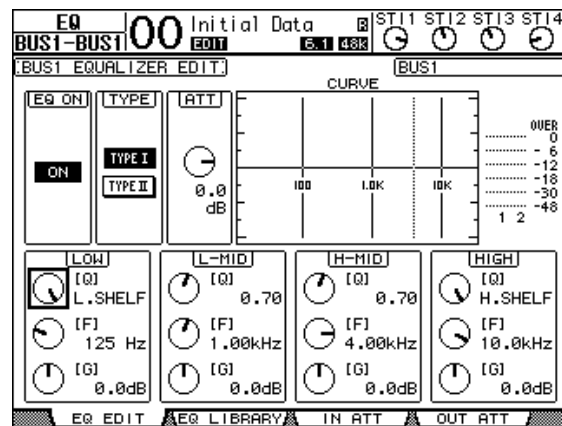 EQ 00 Initial Data R STI1 STI2 STI3 STI4
BUS1-BUS1 EDIT 6.1 48K
BUS1 EQUALIZER EDIT BUS1
CURVE
EQ ON TYPE ATT
OVER
0
- 6
-12
-18
-30
-48
1 2
ON
TYPE I
TYPE II
0.0
dB
100 1.0K 10K
LOW L-MID H-MID HIGH
[Q] [Q] [Q] [Q]
L.SHELF 0.70 0.70 H.SHELF
[F] [F] [F] [F]
125 Hz 1.00kHz 4.00kHz 10.0kHz
[G] [G] [G] [G]
0.0dB 0.0dB 0.0dB 0.0dB
EQ EDIT EQ LIBRARY IN ATT OUT ATT